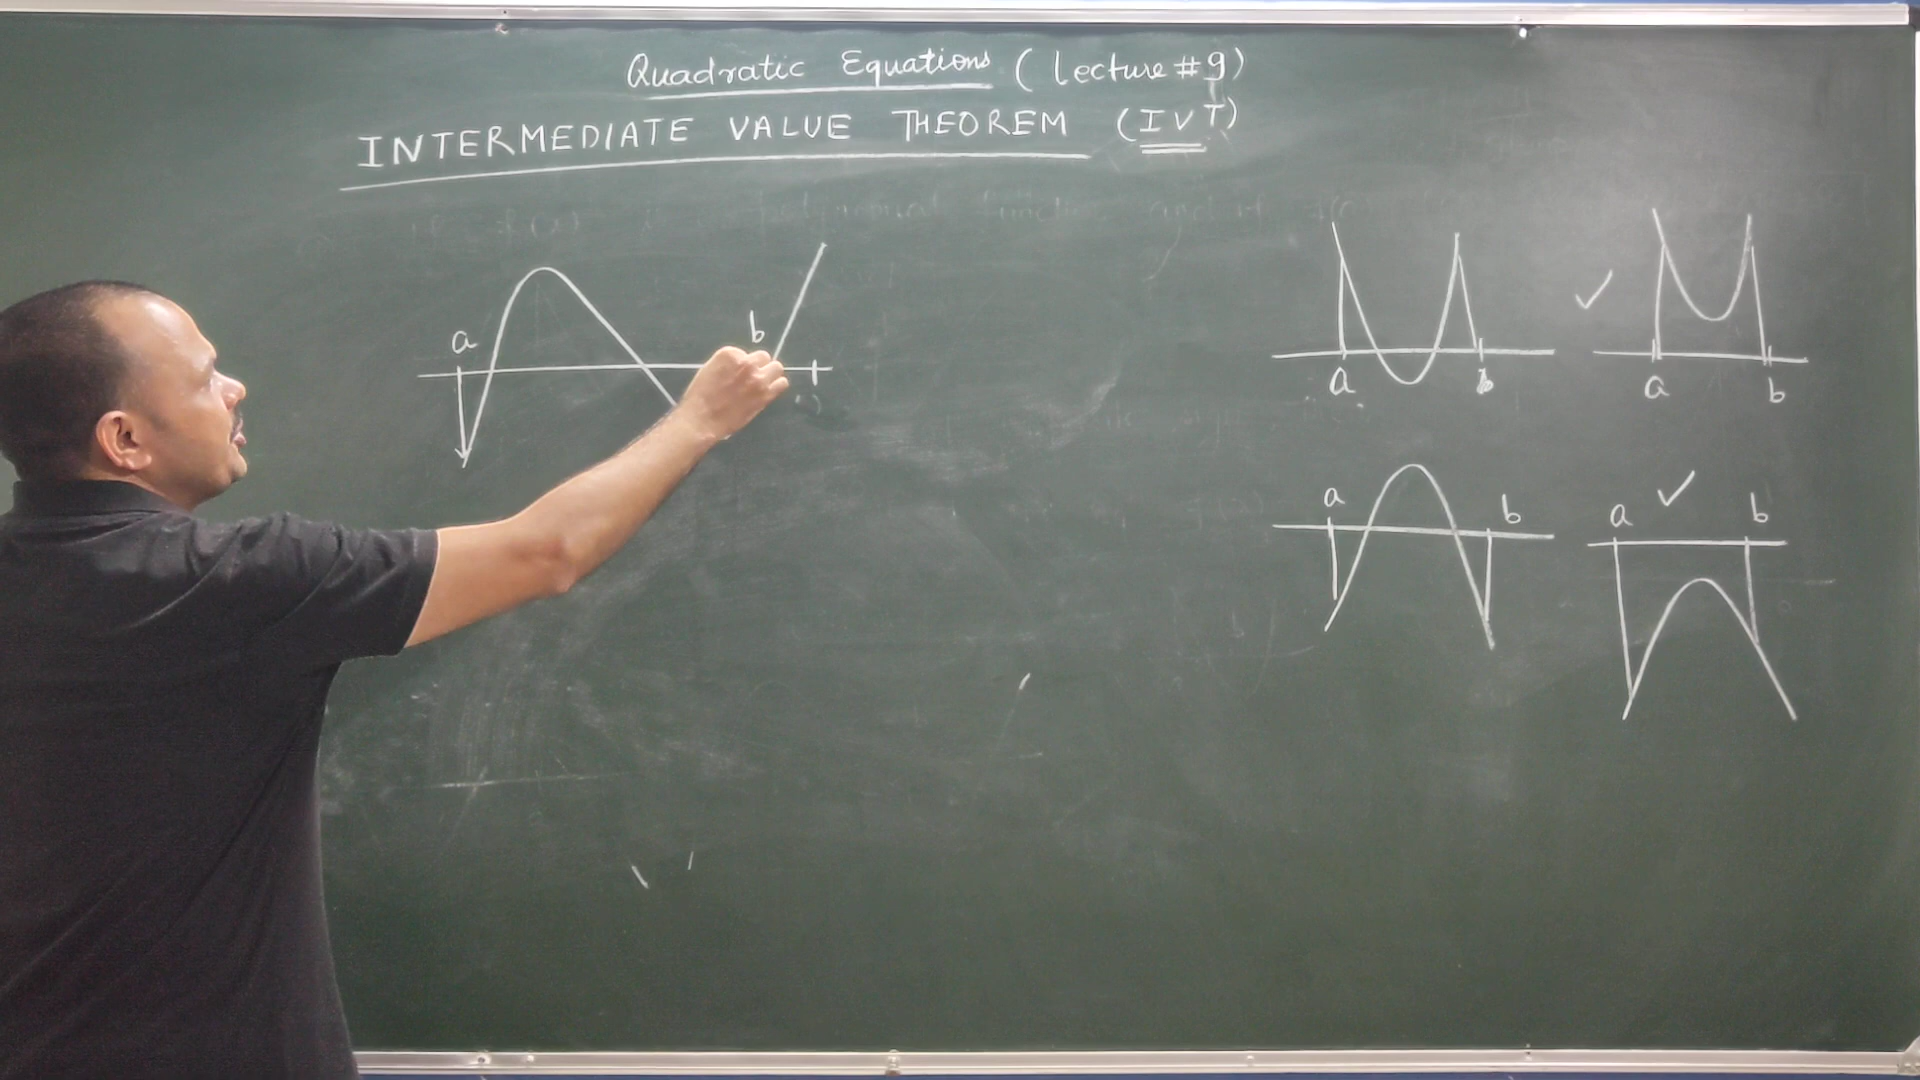 Quadratic Equations (Lecture #9)
INTERMEDIATE VALUE THEOREM (IVT)
a b
a b
a b
a b
a b